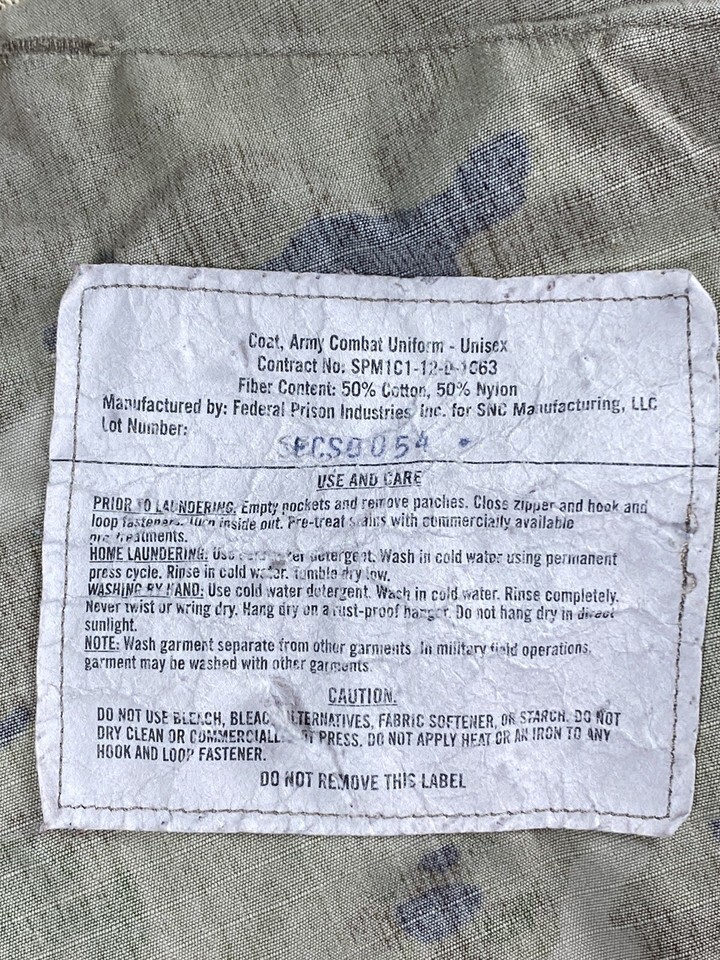 Coat, Army Combat Uniform - Unisex
Contract No: SPM1C1-12-D-1063
Fiber Content: 50% Cotton, 50% Nylon
Manufactured by: Federal Prison Industries, Inc. for SNC Manufacturing, LLC
Lot Number:
USE AND CARE
PRIOR TO LAUNDERING: Empty pockets and remove patches. Close zipper and hook and
loop fasteners. Turn inside out. Pre-treat stains with commercially available
treatments.
HOME LAUNDERING: Use detergent. Wash in cold water using permanent
press cycle. Rinse in cold water. Tumble dry low.
WASHING BY HAND: Use cold water detergent. Wash in cold water. Rinse completely.
Never twist or wring dry. Hang dry on a rust-proof hanger. Do not hang dry in direct
sunlight.
NOTE: Wash garment separate from other garments. In military field operations,
garment may be washed with other garments.
CAUTION.
DO NOT USE BLEACH, BLEACH ALTERNATIVES, FABRIC SOFTENER, OR STARCH. DO NOT
DRY CLEAN OR COMMERCIALLY HOT PRESS. DO NOT APPLY HEAT OR AN IRON TO ANY
HOOK AND LOOP FASTENER.
DO NOT REMOVE THIS LABEL